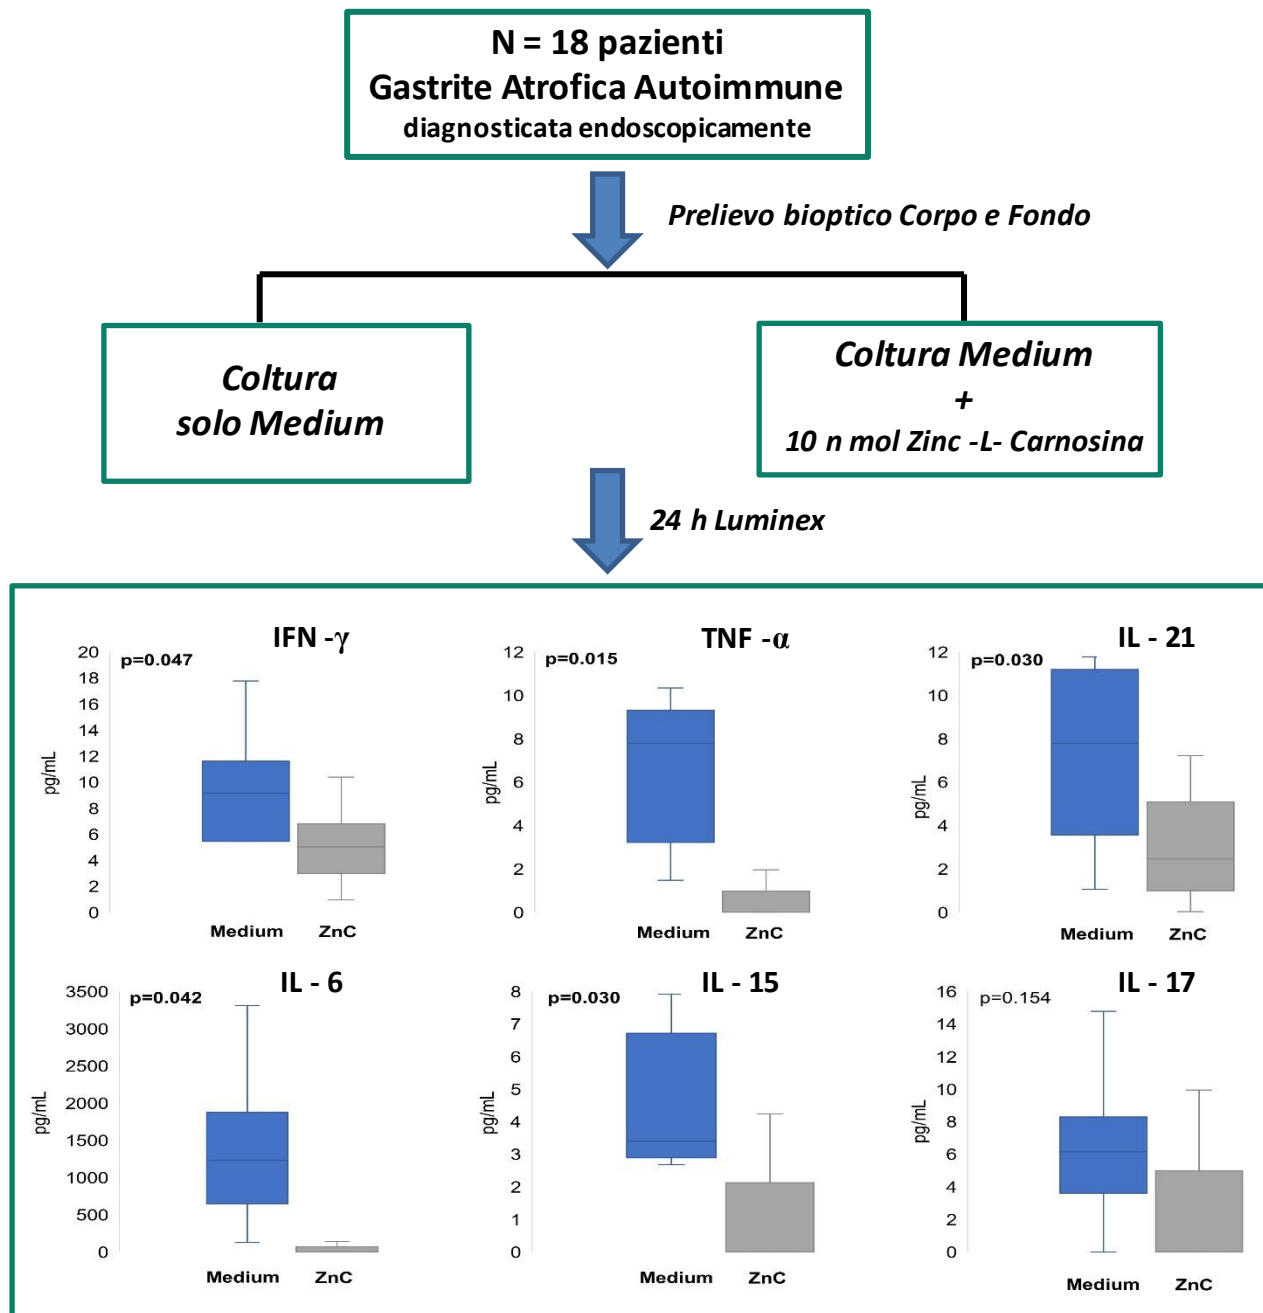 N = 18 pazienti
Gastrite Atrofica Autoimmune
diagnosticata endoscopicamente
Prelievo bioptico Corpo e Fondo
Coltura
solo Medium
Coltura Medium
+
10 n mol Zinc -L- Carnosina
24 h Luminex
IFN -γ
p=0.047
20
18
16
14
12
10
8
6
4
2
0
pg/mL
Medium ZnC
TNF -α
p=0.015
12
10
8
6
4
2
0
pg/mL
Medium ZnC
IL - 21
p=0.030
12
10
8
6
4
2
0
pg/mL
Medium ZnC
IL - 6
p=0.042
3500
3000
2500
2000
1500
1000
500
0
pg/mL
Medium ZnC
IL - 15
p=0.030
8
7
6
5
4
3
2
1
0
pg/mL
Medium ZnC
IL - 17
p=0.154
16
14
12
10
8
6
4
2
0
pg/mL
Medium ZnC